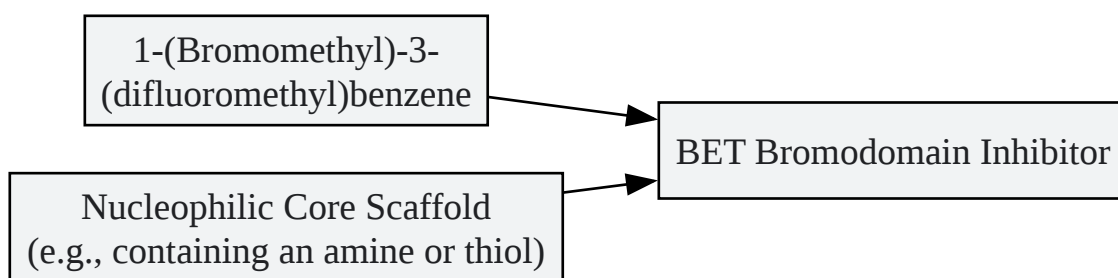 1-(Bromomethyl)-3-
(difluoromethyl)benzene
Nucleophilic Core Scaffold
(e.g., containing an amine or thiol)
BET Bromodomain Inhibitor